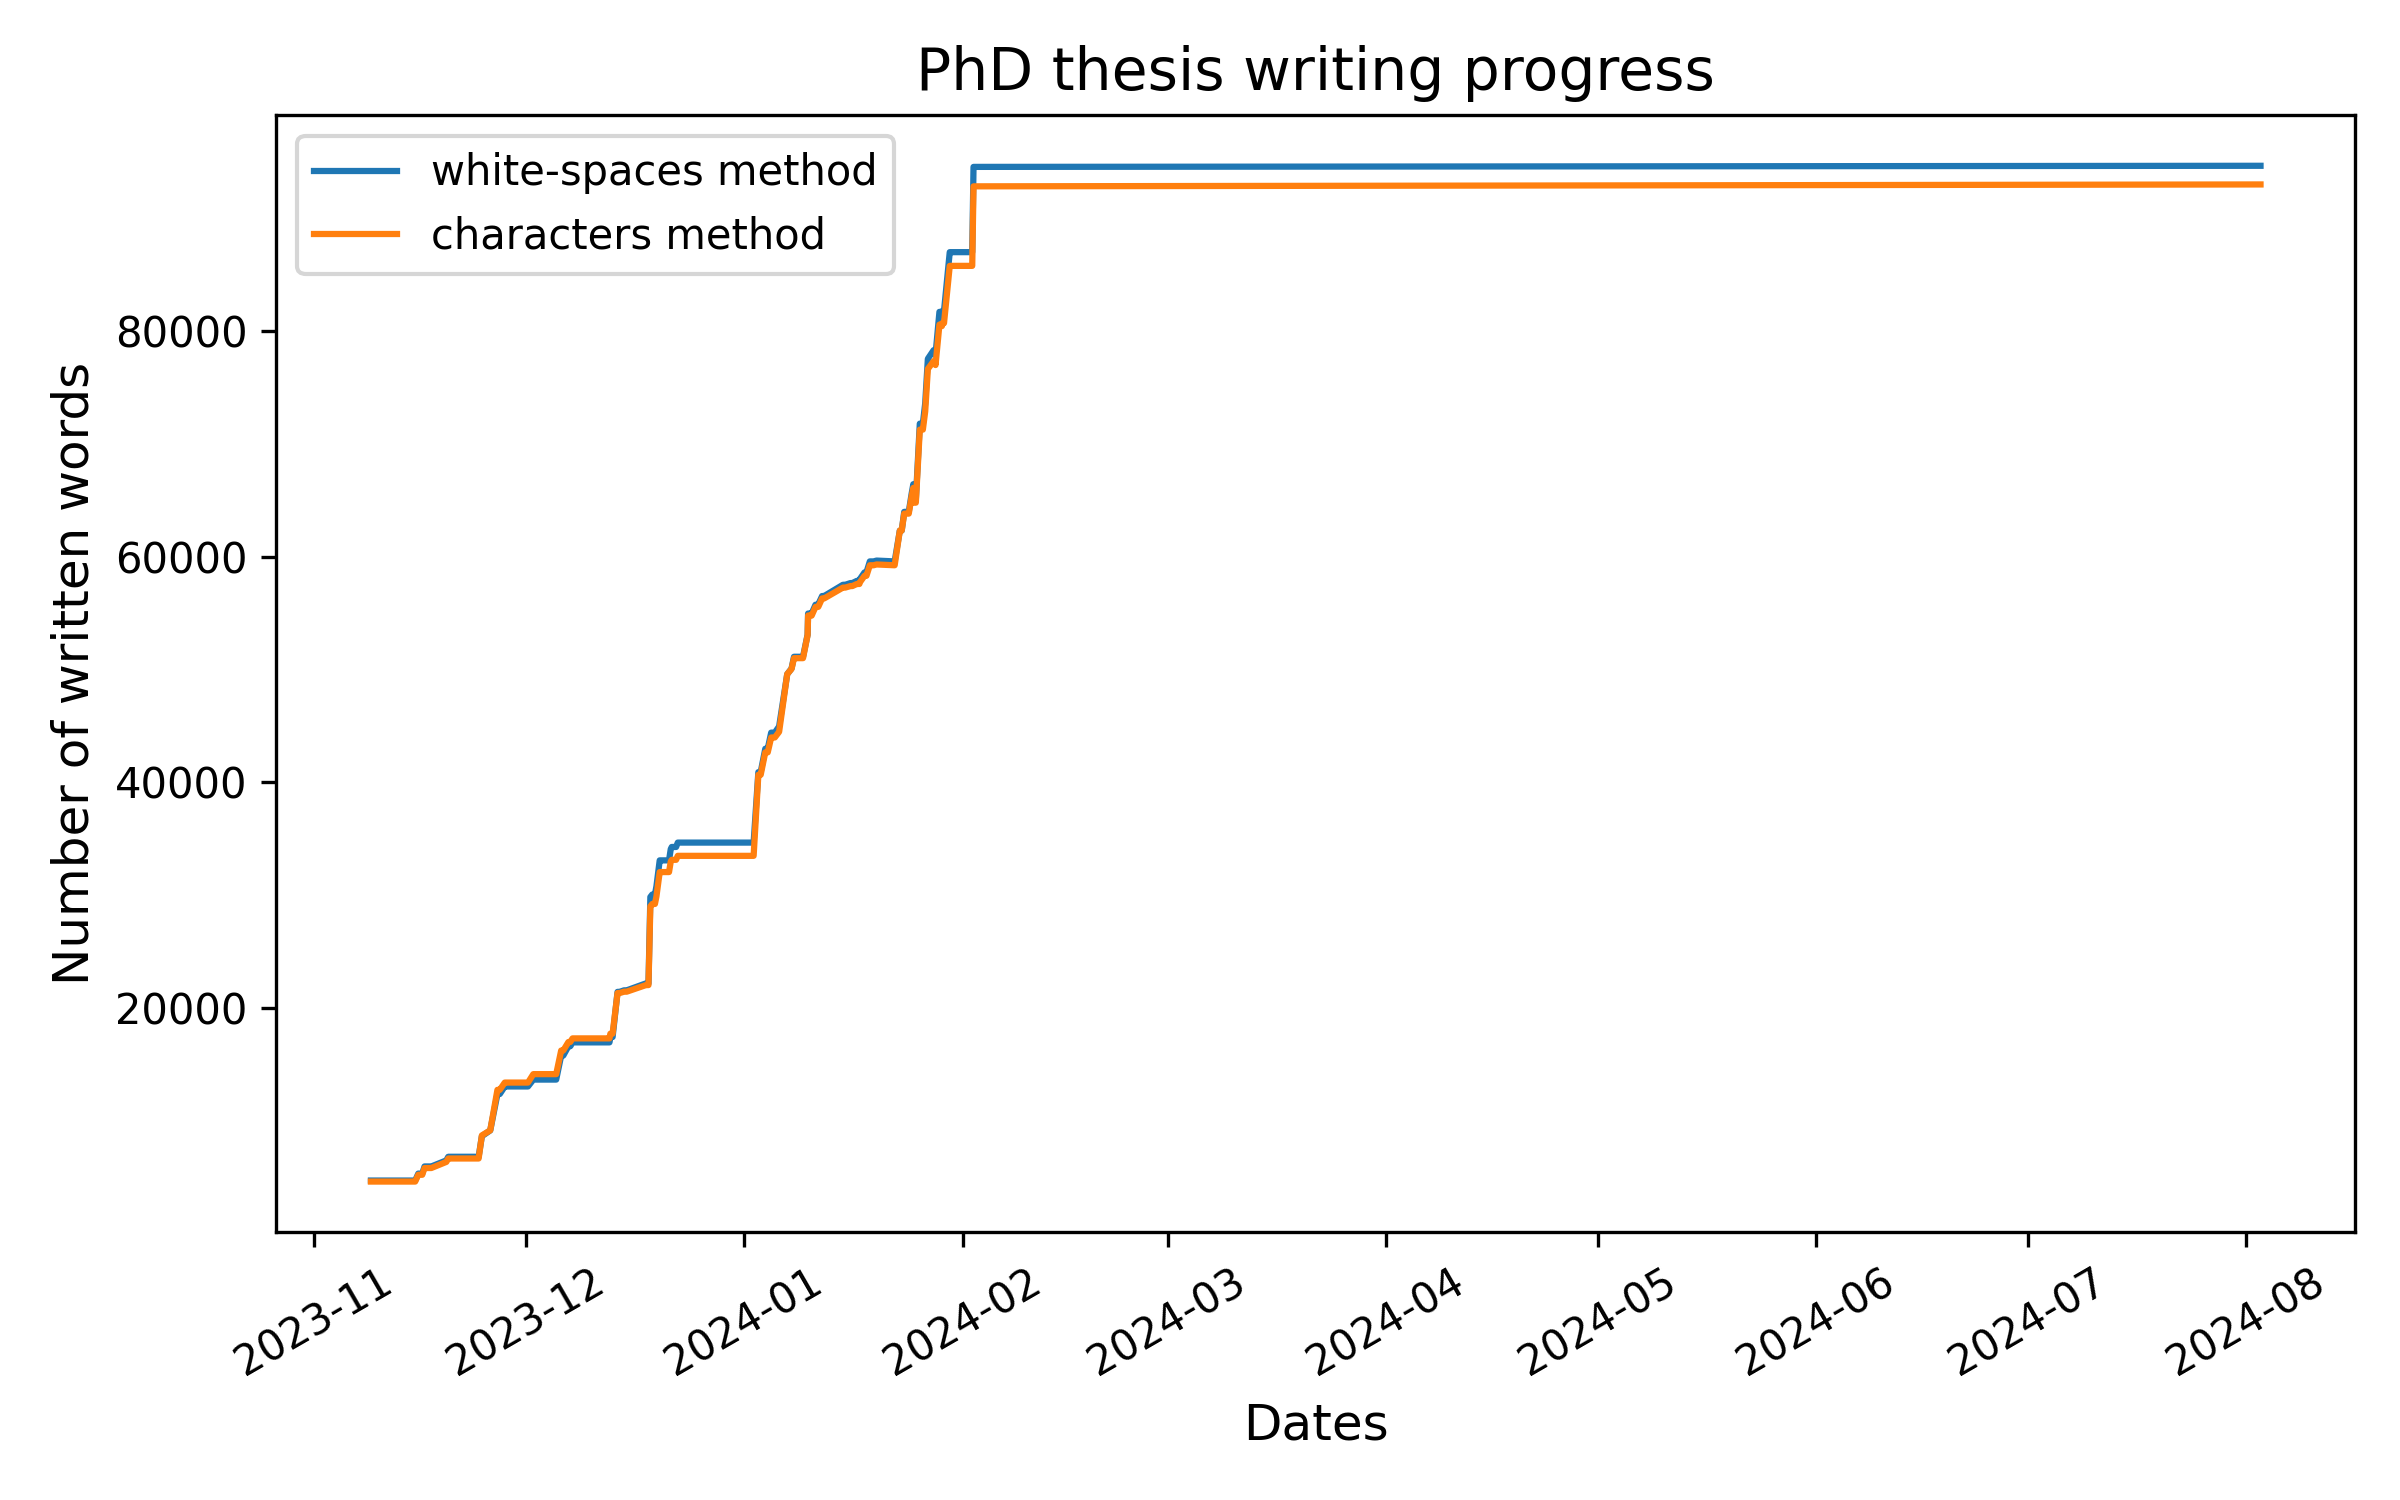 PhD thesis writing progress
white-spaces method
characters method
Number of written words
80000
60000
40000
20000
2023-11
2023-12
2024-01
2024-02
2024-03
2024-04
2024-05
2024-06
2024-07
2024-08
Dates